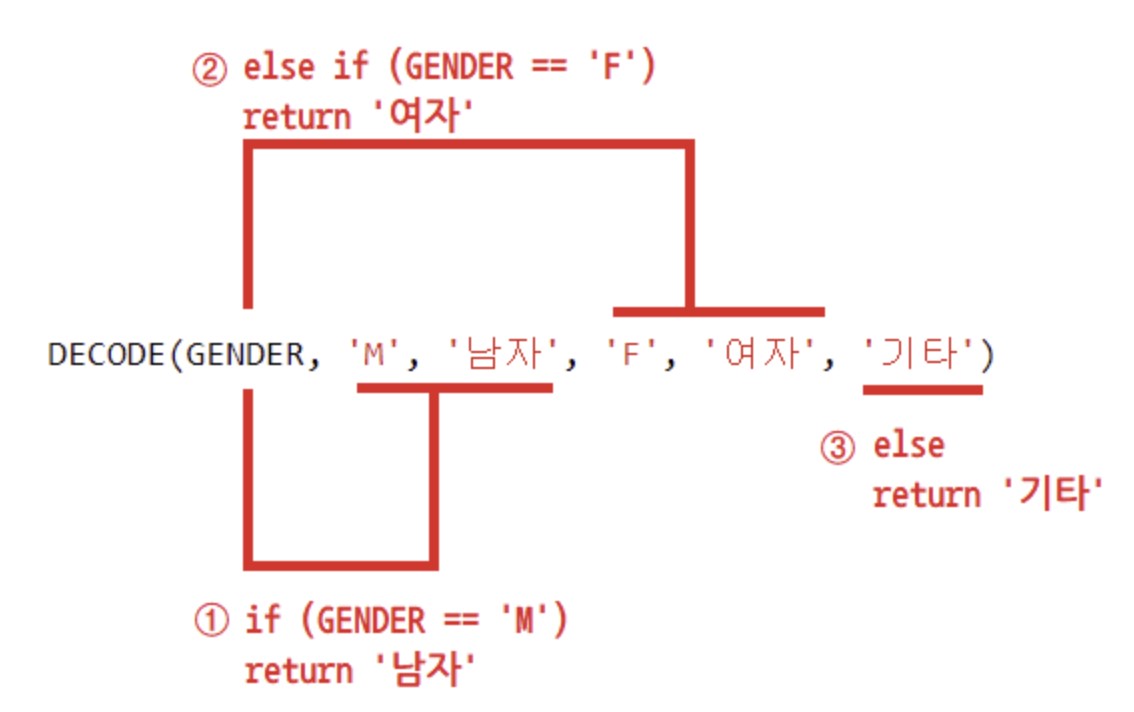 ② else if (GENDER == 'F')
return '여자'
DECODE(GENDER, 'M', '남자', 'F', '여자', '기타')
③ else
return '기타'
① if (GENDER == 'M')
return '남자'